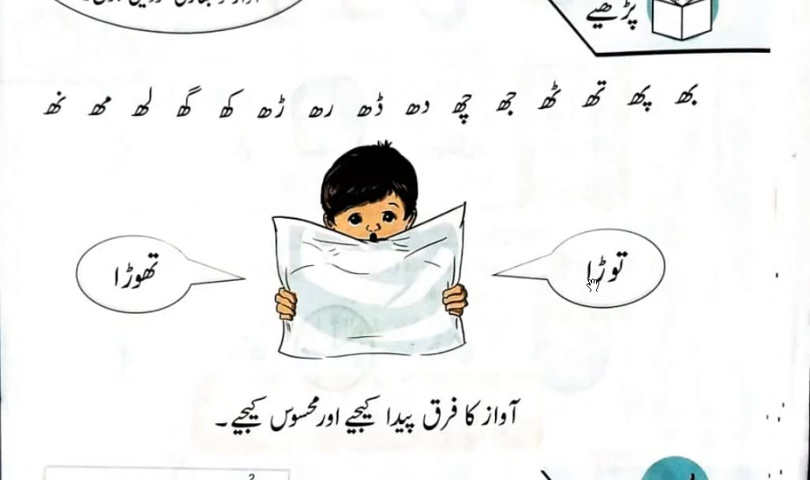 پڑھیے
بھ پھ تھ ٹھ جھ چھ دھ ڈھ رھ ڑھ کھ گھ لھ مھ نھ
توڑا
تھوڑا
آواز کا فرق پیدا کیجیے اور محسوس کیجیے۔